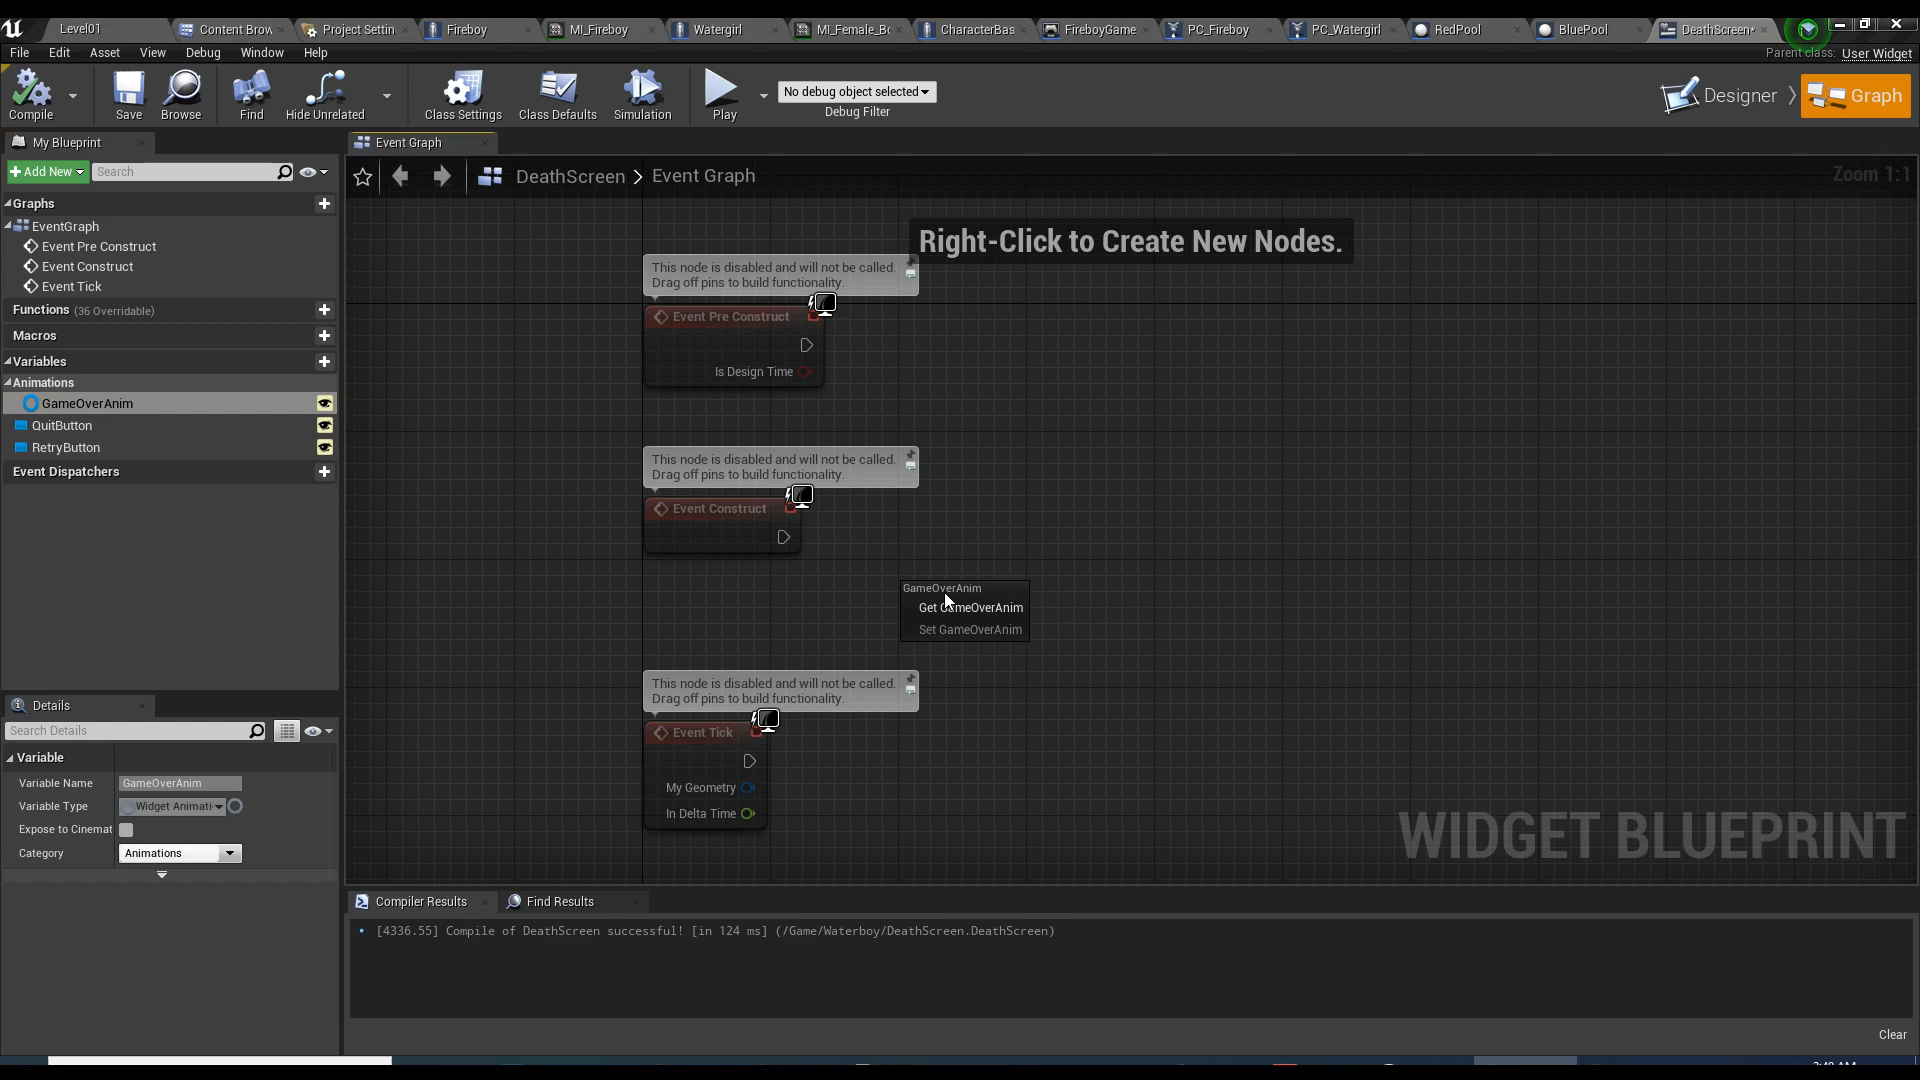 Level01
Content Brow
Project Settin
Fireboy
MI_Fireboy
Watergirl
MI_Female_Bo
CharacterBas
FireboyGame
PC_Fireboy
PC_Watergirl
RedPool
BluePool
DeathScreen*
File Edit Asset View Debug Window Help
Parent class: User Widget
Compile
Save
Browse
Find
Hide Unrelated
Class Settings
Class Defaults
Simulation
Play
No debug object selected
Debug Filter
Designer
Graph
My Blueprint
Event Graph
Add New
Search
DeathScreen > Event Graph
Zoom 1:1
Graphs
EventGraph
Event Pre Construct
Event Construct
Event Tick
Functions (36 Overridable)
Macros
Variables
Animations
GameOverAnim
QuitButton
RetryButton
Event Dispatchers
Right-Click to Create New Nodes.
This node is disabled and will not be called.
Drag off pins to build functionality.
Event Pre Construct
Is Design Time
This node is disabled and will not be called.
Drag off pins to build functionality.
Event Construct
GameOverAnim
Get GameOverAnim
Set GameOverAnim
This node is disabled and will not be called.
Drag off pins to build functionality.
Event Tick
My Geometry
In Delta Time
WIDGET BLUEPRINT
Details
Search Details
Variable
Variable Name GameOverAnim
Variable Type Widget Animati
Expose to Cinemat
Category Animations
Compiler Results
Find Results
[4336.55] Compile of DeathScreen successful! [in 124 ms] (/Game/Waterboy/DeathScreen.DeathScreen)
Clear